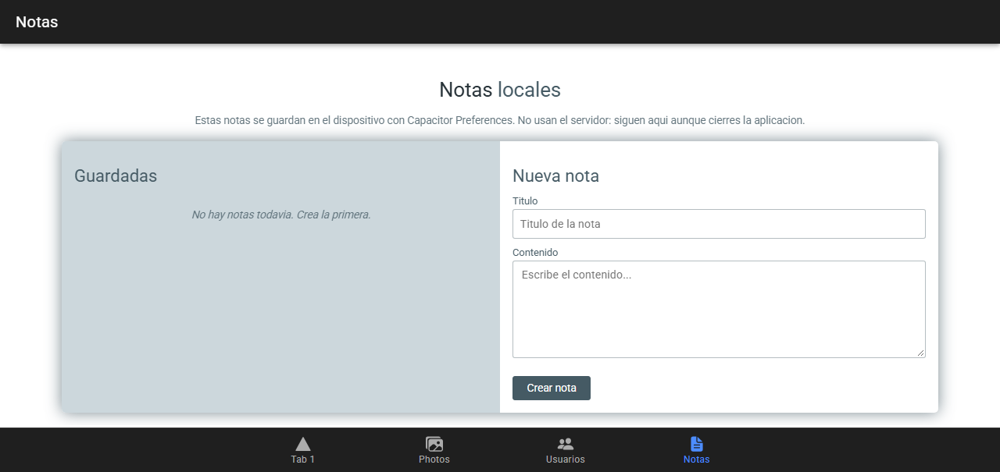 Notas
Notas locales
Estas notas se guardan en el dispositivo con Capacitor Preferences. No usan el servidor: siguen aqui aunque cierres la aplicacion.
Guardadas
No hay notas todavia. Crea la primera.
Nueva nota
Titulo
Titulo de la nota
Contenido
Escribe el contenido...
Crear nota
Tab 1
Photos
Usuarios
Notas